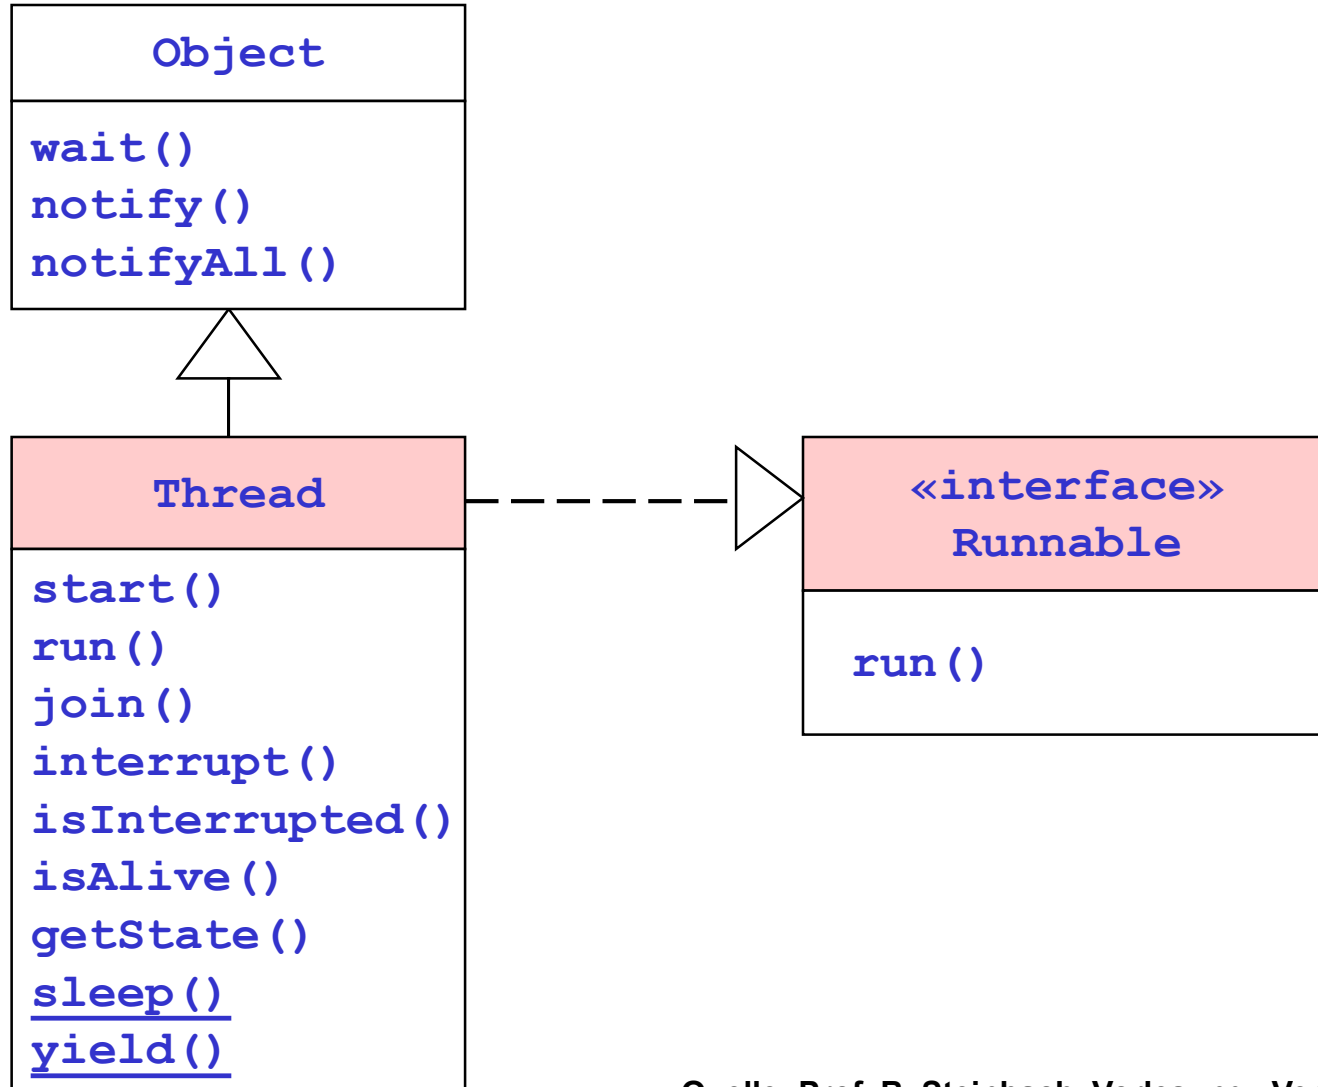 Object
wait()
notify()
notifyAll()
Thread
start()
run()
join()
interrupt()
isInterrupted()
isAlive()
getState()
sleep()
yield()
«interface»
Runnable
run()